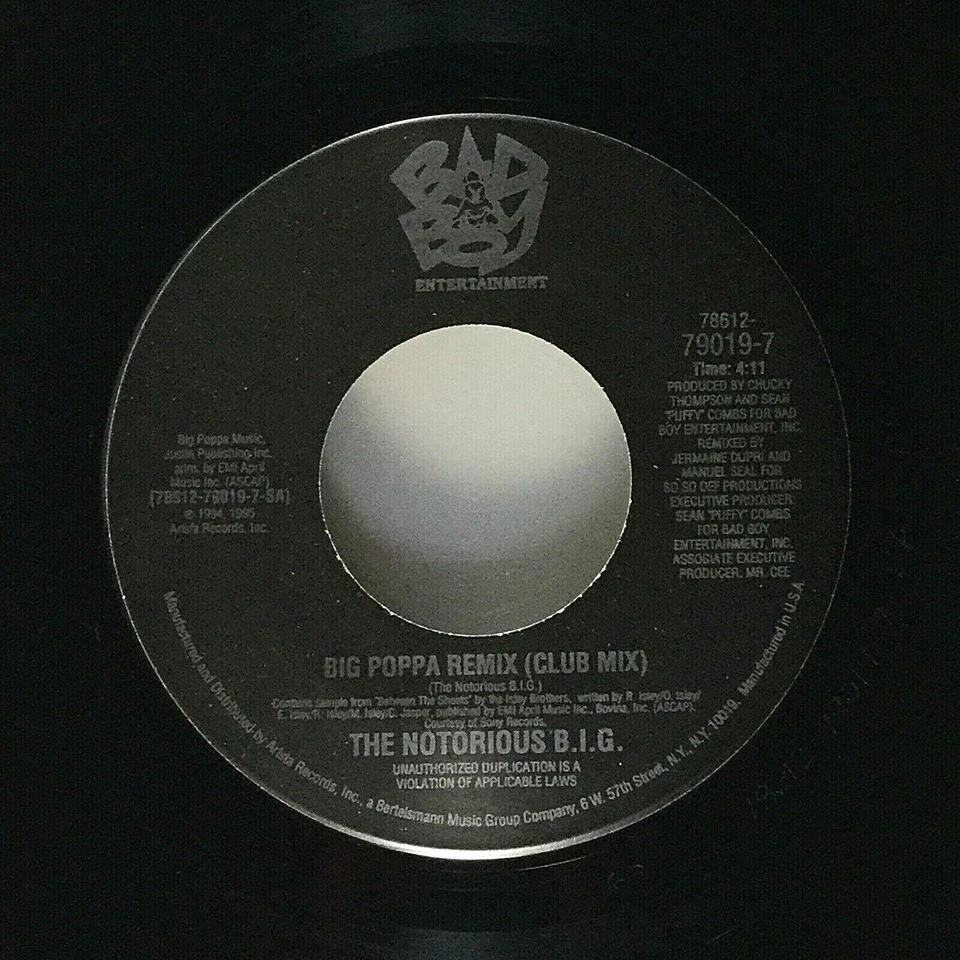 BAD
BOY
ENTERTAINMENT
78612-
79019-7
Time: 4:11
PRODUCED BY CHUCKY
THOMPSON AND SEAN
"PUFFY" COMBS FOR BAD
BOY ENTERTAINMENT, INC.
REMIXED BY
JERMAINE DUPRI AND
MANUEL SEAL FOR
SO SO DEF PRODUCTIONS
EXECUTIVE PRODUCER:
SEAN "PUFFY" COMBS
FOR BAD BOY
ENTERTAINMENT, INC.
ASSOCIATE EXECUTIVE
PRODUCER: MR. CEE
Big Poppa Music,
Justin Publishing Inc.
adm. by EMI April
Music Inc. (ASCAP)
(78612-79019-7-SA)
℗ 1994, 1995
Arista Records, Inc.
BIG POPPA REMIX (CLUB MIX)
(The Notorious B.I.G.)
Contains sample from "Between The Sheets" by the Isley Brothers, written by R. Isley/O. Isley/
E. Isley/R. Isley/M. Isley/C. Jasper, published by EMI April Music Inc., Bovina, Inc. (ASCAP).
Courtesy of Sony Records.
THE NOTORIOUS B.I.G.
UNAUTHORIZED DUPLICATION IS A
VIOLATION OF APPLICABLE LAWS
Manufactured and Distributed by Arista Records, Inc., a Bertelsmann Music Group Company, 6 W. 57th Street, N.Y., N.Y. 10019. Manufactured in U.S.A.